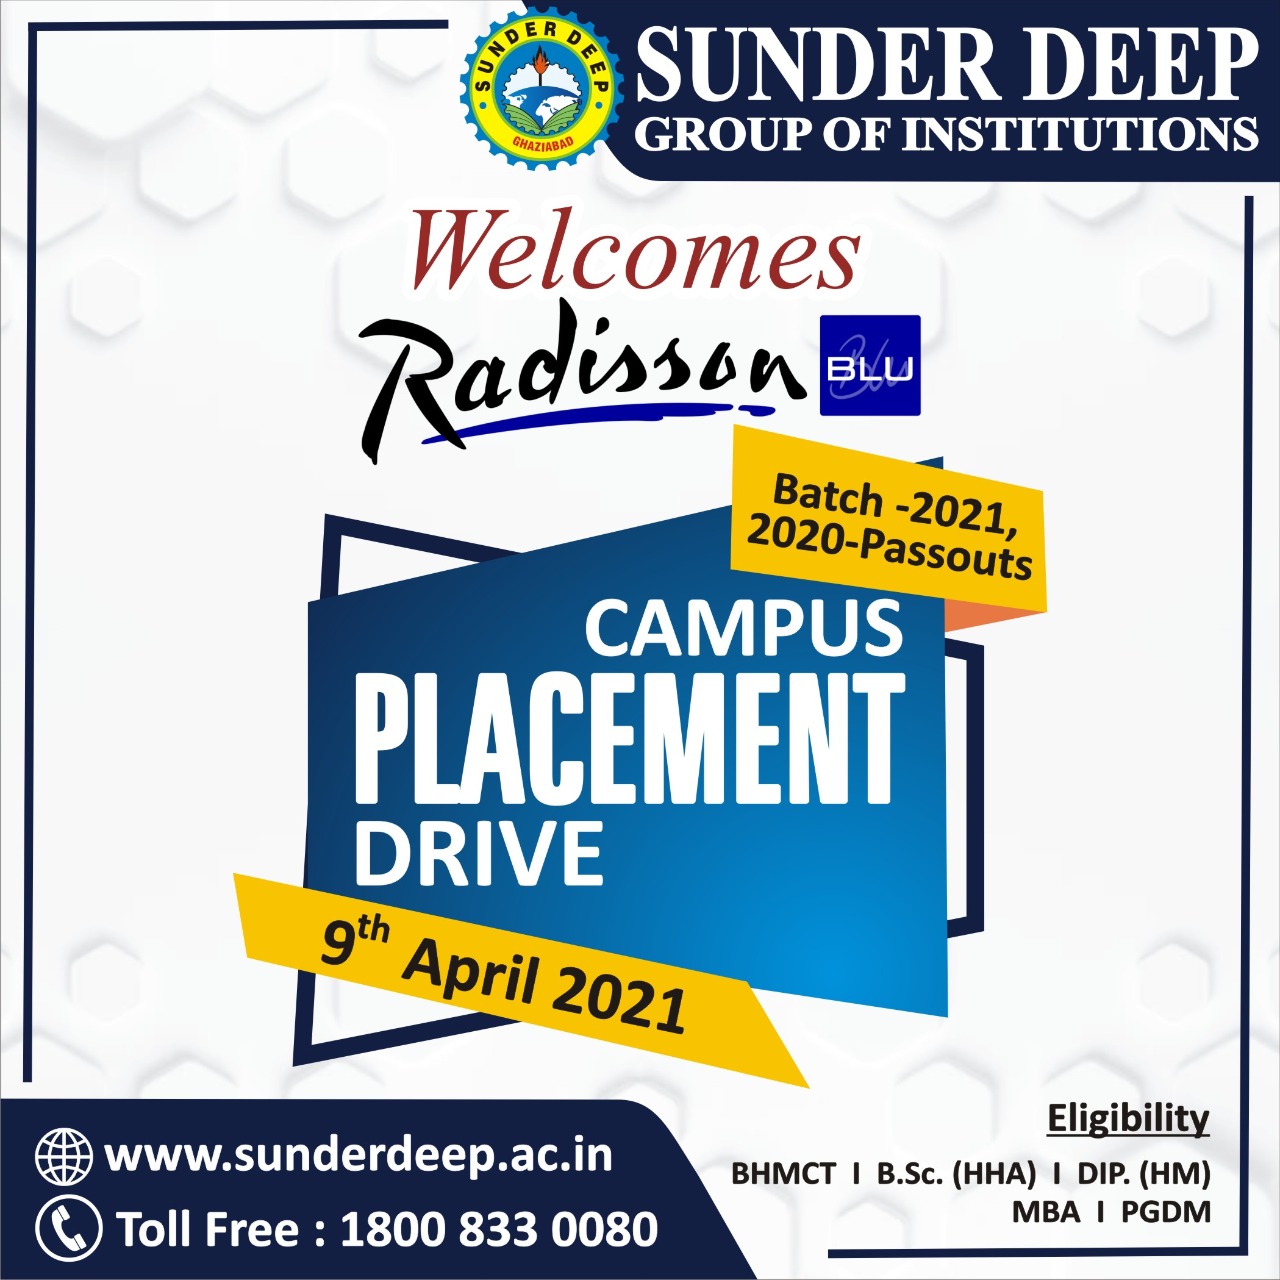 SUNDER DEEP
GHAZIABAD
SUNDER DEEP
GROUP OF INSTITUTIONS
Welcomes
Radisson
BLU
Batch -2021,
2020-Passouts
CAMPUS
PLACEMENT
DRIVE
9th April 2021
Eligibility
BHMCT I B.Sc. (HHA) I DIP. (HM)
MBA I PGDM
www.sunderdeep.ac.in
Toll Free : 1800 833 0080